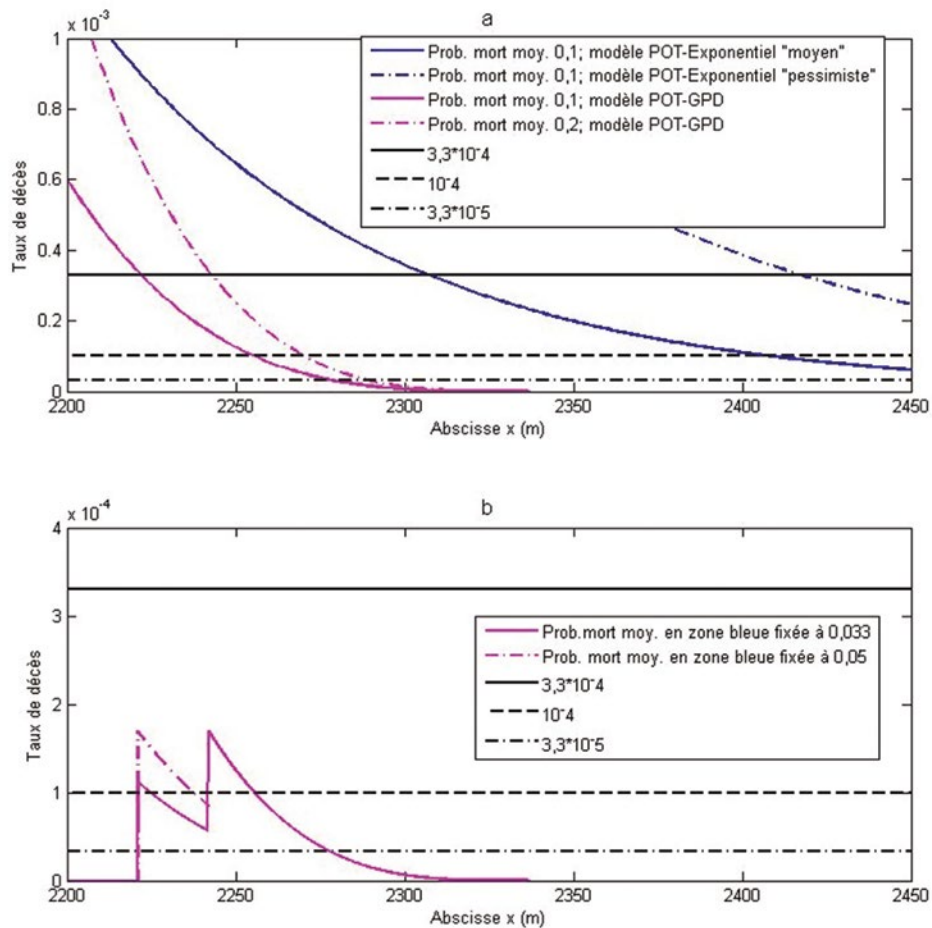 a
x 10⁻³
1
0.8
0.6
0.4
0.2
0
Taux de décès
Prob. mort moy. 0,1; modèle POT-Exponentiel "moyen"
Prob. mort moy. 0,1; modèle POT-Exponentiel "pessimiste"
Prob. mort moy. 0,1; modèle POT-GPD
Prob. mort moy. 0,2; modèle POT-GPD
3,3*10⁻4
10⁻4
3,3*10⁻5
2200 2250 2300 2350 2400 2450
Abscisse x (m)
b
x 10⁻⁴
4
3
2
1
0
Taux de décès
Prob.mort moy. en zone bleue fixée à 0,033
Prob. mort moy. en zone bleue fixée à 0,05
3,3*10⁻4
10⁻4
3,3*10⁻5
2200 2250 2300 2350 2400 2450
Abscisse x (m)